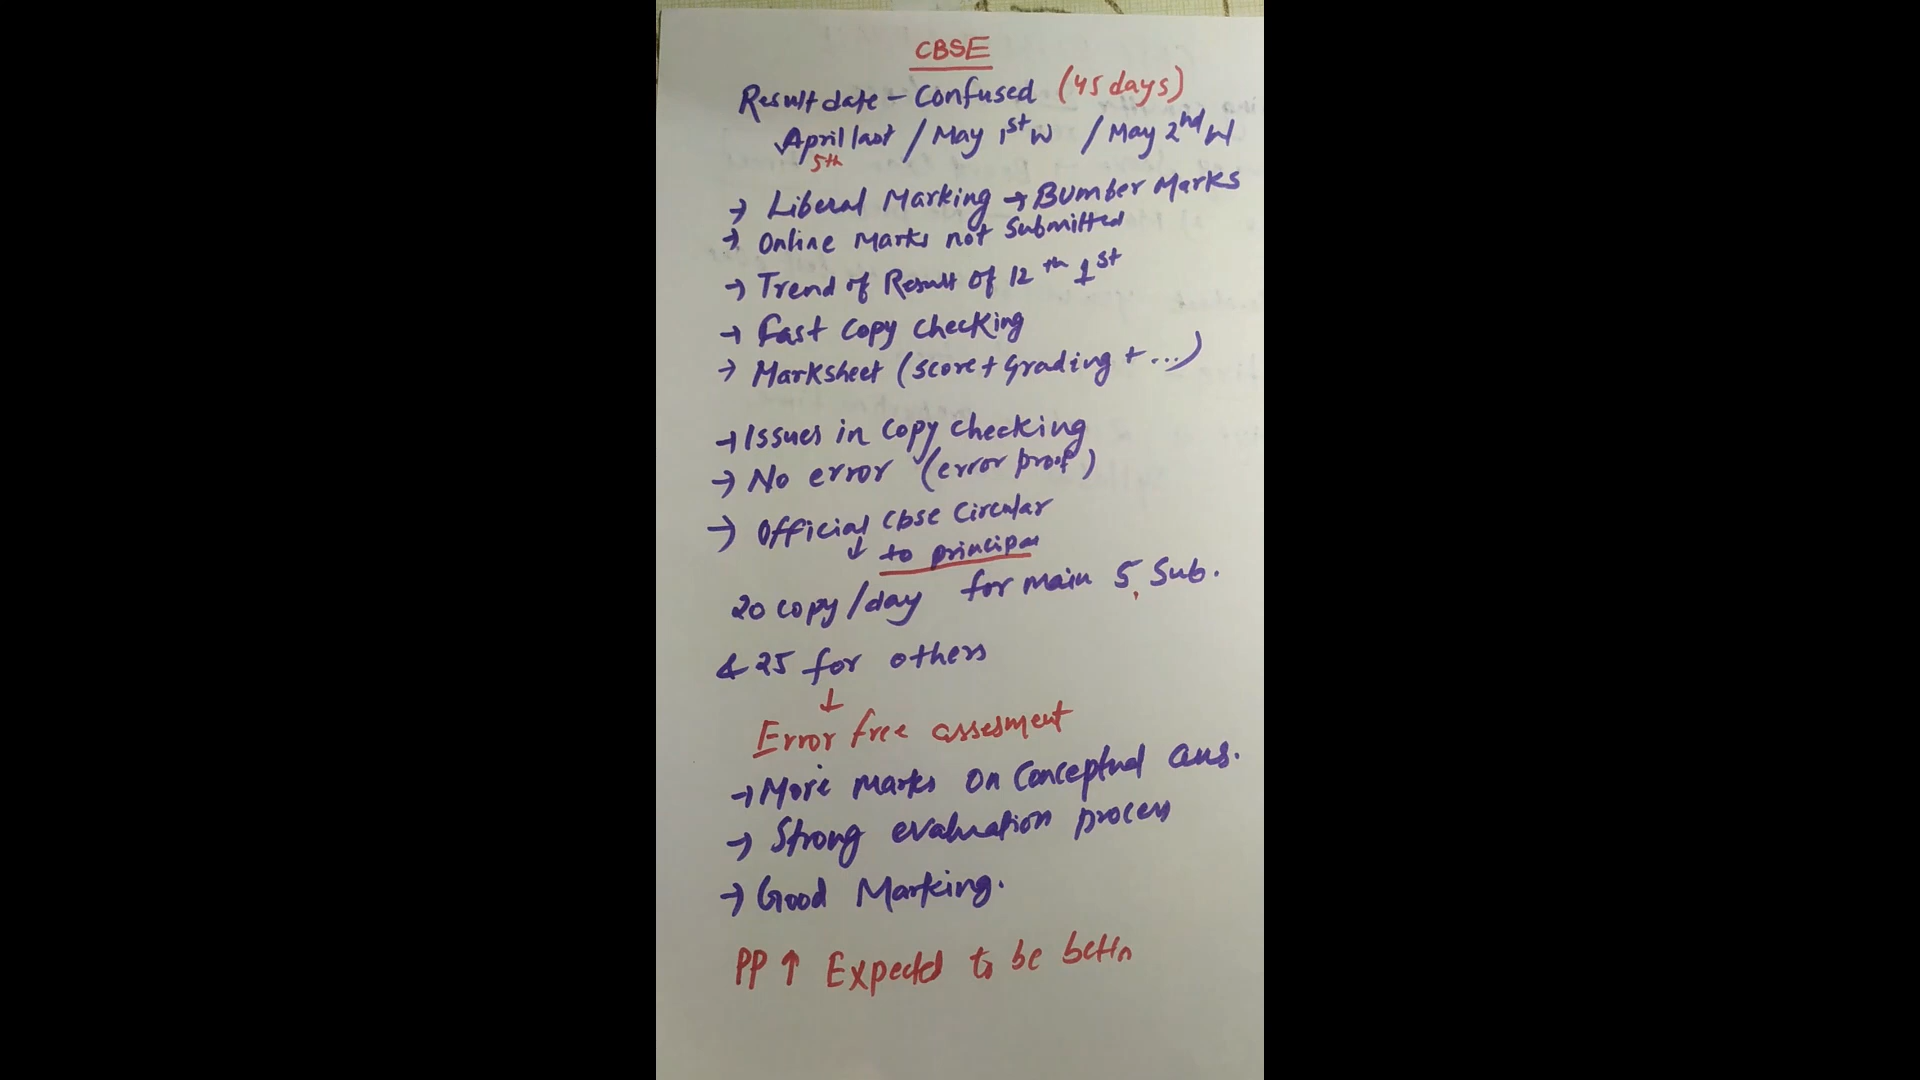 CBSE
Result date - Confused (45 days)
April last / May 1st W / May 2nd W
5th
→ Liberal Marking → Bumber Marks
→ Online Marks not Submitted
→ Trend of Result of 12th 1st
→ Fast Copy Checking
→ Marksheet (Score + Grading + ...)
→ Issues in Copy Checking
→ No error (error proof)
→ Official Cbse Circular
↓ to principal
20 copy/day for main 5 Sub.
& 25 for others
↓
Error free assesment
→ More marks on Conceptual ans.
→ Strong evaluation process
→ Good Marking.
PP ↑ Expected to be better